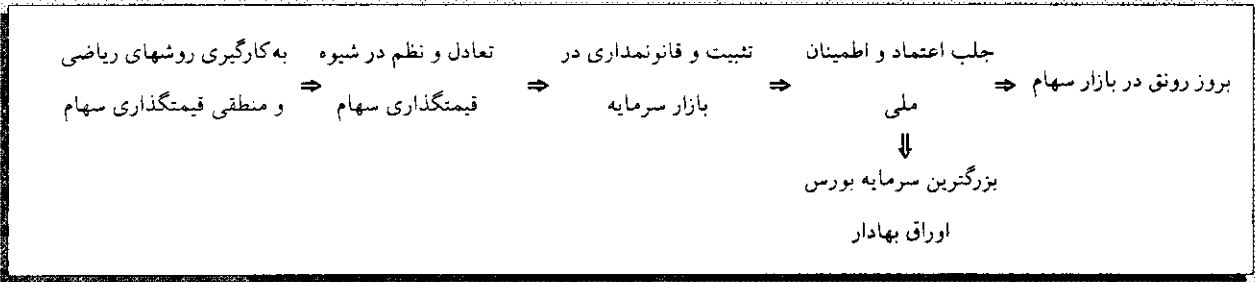 به‌کارگیری روشهای ریاضی
و منطقی قیمتگذاری سهام
⇒
تعادل و نظم در شیوه
قیمتگذاری سهام
⇒
تثبیت و قانونمداری در
بازار سرمایه
⇒
جلب اعتماد و اطمینان
ملی
⇒
بروز رونق در بازار سهام
⇓
بزرگترین سرمایه بورس
اوراق بهادار